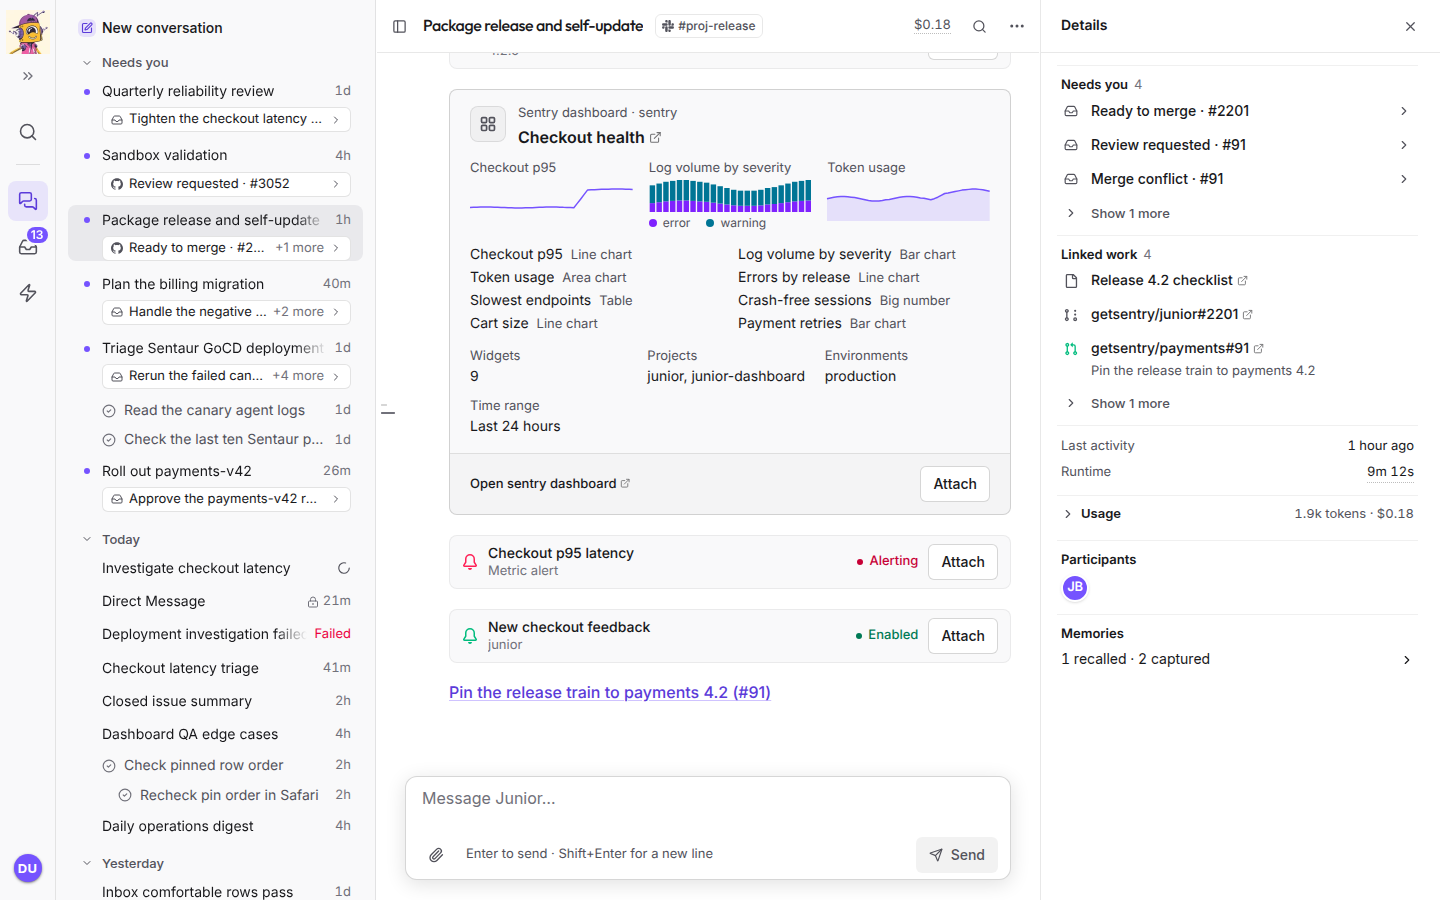 New conversation
Needs you
Quarterly reliability review 1d
Tighten the checkout latency ...
Sandbox validation 4h
Review requested · #3052
Package release and self-update 1h
Ready to merge · #2... +1 more
13
Plan the billing migration 40m
Handle the negative ... +2 more
Triage Sentaur GoCD deployment 1d
Rerun the failed can... +4 more
Read the canary agent logs 1d
Check the last ten Sentaur p... 1d
Roll out payments-v42 26m
Approve the payments-v42 r...
Today
Investigate checkout latency
Direct Message 21m
Deployment investigation failed Failed
Checkout latency triage 41m
Closed issue summary 2h
Dashboard QA edge cases 4h
Check pinned row order 2h
Recheck pin order in Safari 2h
Daily operations digest 4h
Yesterday
Inbox comfortable rows pass 1d
DU
Package release and self-update #proj-release $0.18
Sentry dashboard · sentry
Checkout health
Checkout p95 Log volume by severity Token usage
error warning
Checkout p95 Line chart Log volume by severity Bar chart
Token usage Area chart Errors by release Line chart
Slowest endpoints Table Crash-free sessions Big number
Cart size Line chart Payment retries Bar chart
Widgets Projects Environments
9 junior, junior-dashboard production
Time range
Last 24 hours
Open sentry dashboard Attach
Checkout p95 latency
Metric alert
Alerting Attach
New checkout feedback
junior
Enabled Attach
Pin the release train to payments 4.2 (#91)
Message Junior...
Enter to send · Shift+Enter for a new line Send
Details
Needs you 4
Ready to merge · #2201
Review requested · #91
Merge conflict · #91
Show 1 more
Linked work 4
Release 4.2 checklist
getsentry/junior#2201
getsentry/payments#91
Pin the release train to payments 4.2
Show 1 more
Last activity 1 hour ago
Runtime 9m 12s
Usage 1.9k tokens · $0.18
Participants
JB
Memories
1 recalled · 2 captured